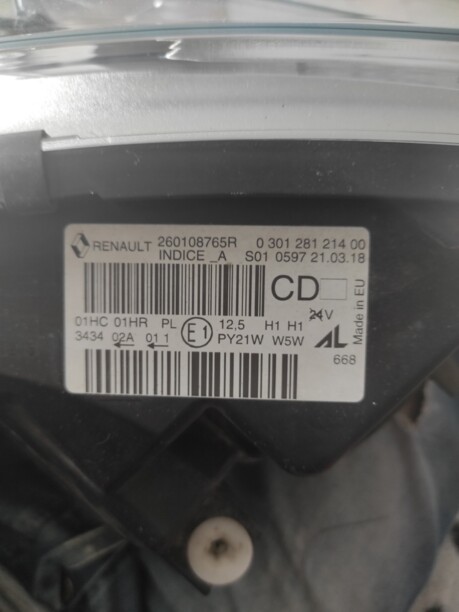 RENAULT 260108765R 0 301 281 214 00
INDICE _A S01 0597 21.03.18
CD
Made in EU
24V
01HC 01HR PL E1 12,5 H1 H1
3434 02A 01 1 PY21W W5W AL
668